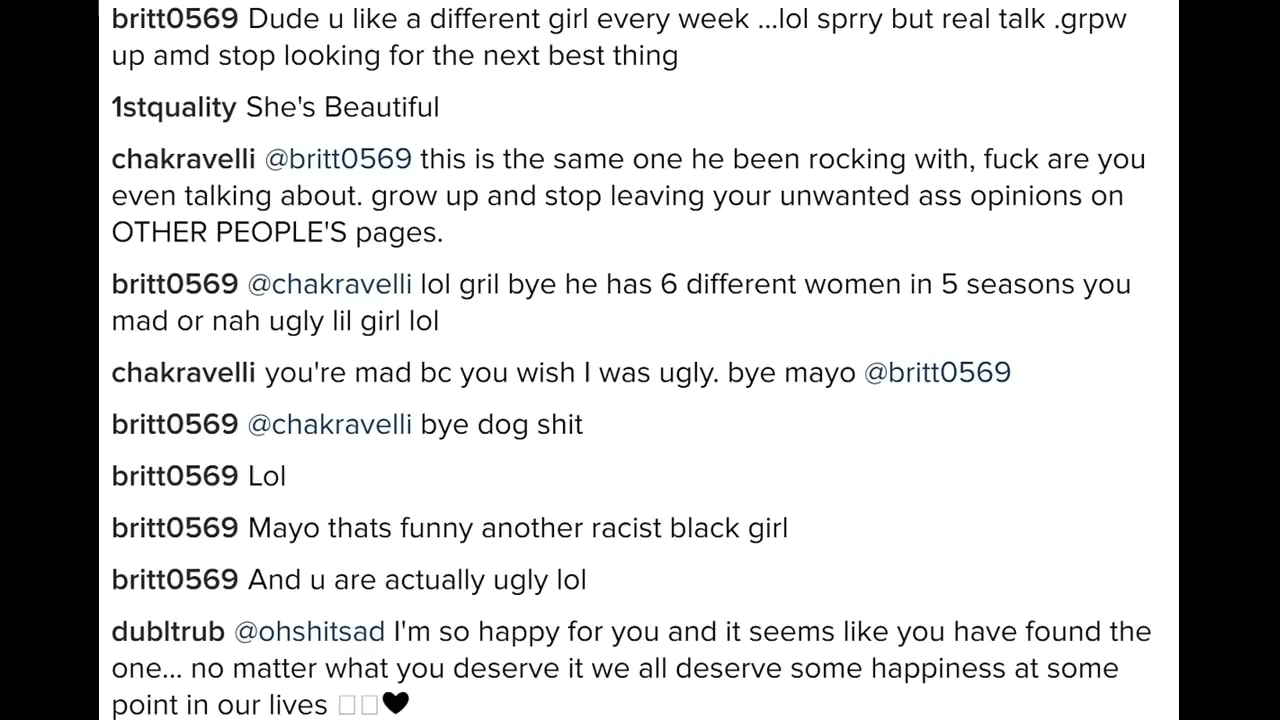 britt0569 Dude u like a different girl every week ...lol sprry but real talk .grpw
up amd stop looking for the next best thing
1stquality She's Beautiful
chakravelli @britt0569 this is the same one he been rocking with, fuck are you
even talking about. grow up and stop leaving your unwanted ass opinions on
OTHER PEOPLE'S pages.
britt0569 @chakravelli lol gril bye he has 6 different women in 5 seasons you
mad or nah ugly lil girl lol
chakravelli you're mad bc you wish I was ugly. bye mayo @britt0569
britt0569 @chakravelli bye dog shit
britt0569 Lol
britt0569 Mayo thats funny another racist black girl
britt0569 And u are actually ugly lol
dubltrub @ohshitsad I'm so happy for you and it seems like you have found the
one... no matter what you deserve it we all deserve some happiness at some
point in our lives □□🖤